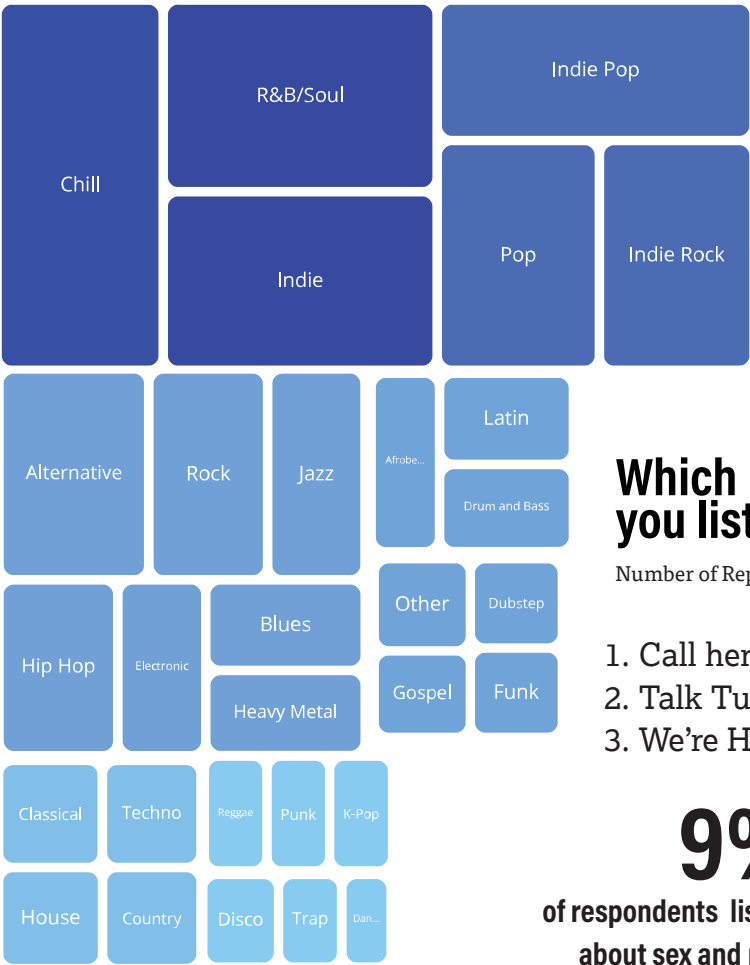 Chill
R&B/Soul
Indie
Indie Pop
Pop
Indie Rock
Alternative
Rock
Jazz
Afrobe...
Latin
Drum and Bass
Hip Hop
Electronic
Blues
Heavy Metal
Other
Dubstep
Gospel
Funk
Classical
Techno
Reggae
Punk
K-Pop
House
Country
Disco
Trap
Dan...
Which
you list
Number of Rep
1. Call her
2. Talk Tu
3. We're H
9%
of respondents lis
about sex and